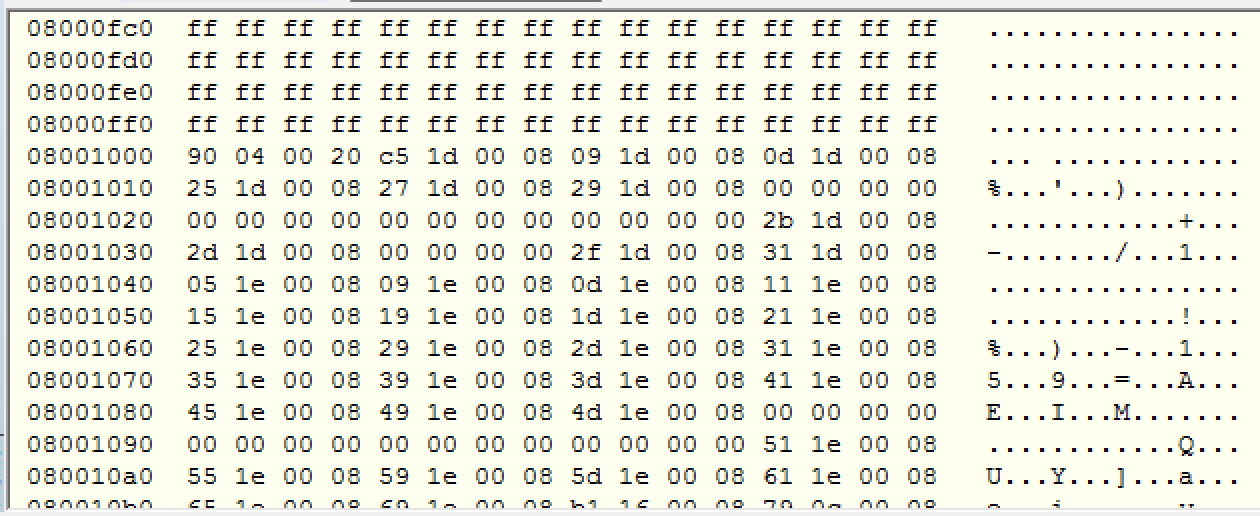 08000fc0 ff ff ff ff ff ff ff ff ff ff ff ff ff ff ff ff ................
08000fd0 ff ff ff ff ff ff ff ff ff ff ff ff ff ff ff ff ................
08000fe0 ff ff ff ff ff ff ff ff ff ff ff ff ff ff ff ff ................
08000ff0 ff ff ff ff ff ff ff ff ff ff ff ff ff ff ff ff ................
08001000 90 04 00 20 c5 1d 00 08 09 1d 00 08 0d 1d 00 08 ... ............
08001010 25 1d 00 08 27 1d 00 08 29 1d 00 08 00 00 00 00 %...'...).......
08001020 00 00 00 00 00 00 00 00 00 00 00 00 2b 1d 00 08 ............+...
08001030 2d 1d 00 08 00 00 00 00 2f 1d 00 08 31 1d 00 08 -......./...1...
08001040 05 1e 00 08 09 1e 00 08 0d 1e 00 08 11 1e 00 08 ................
08001050 15 1e 00 08 19 1e 00 08 1d 1e 00 08 21 1e 00 08 ............!...
08001060 25 1e 00 08 29 1e 00 08 2d 1e 00 08 31 1e 00 08 %...)...-...1...
08001070 35 1e 00 08 39 1e 00 08 3d 1e 00 08 41 1e 00 08 5...9...=...A...
08001080 45 1e 00 08 49 1e 00 08 4d 1e 00 08 00 00 00 00 E...I...M.......
08001090 00 00 00 00 00 00 00 00 00 00 00 00 51 1e 00 08 ............Q...
080010a0 55 1e 00 08 59 1e 00 08 5d 1e 00 08 61 1e 00 08 U...Y...]...a...